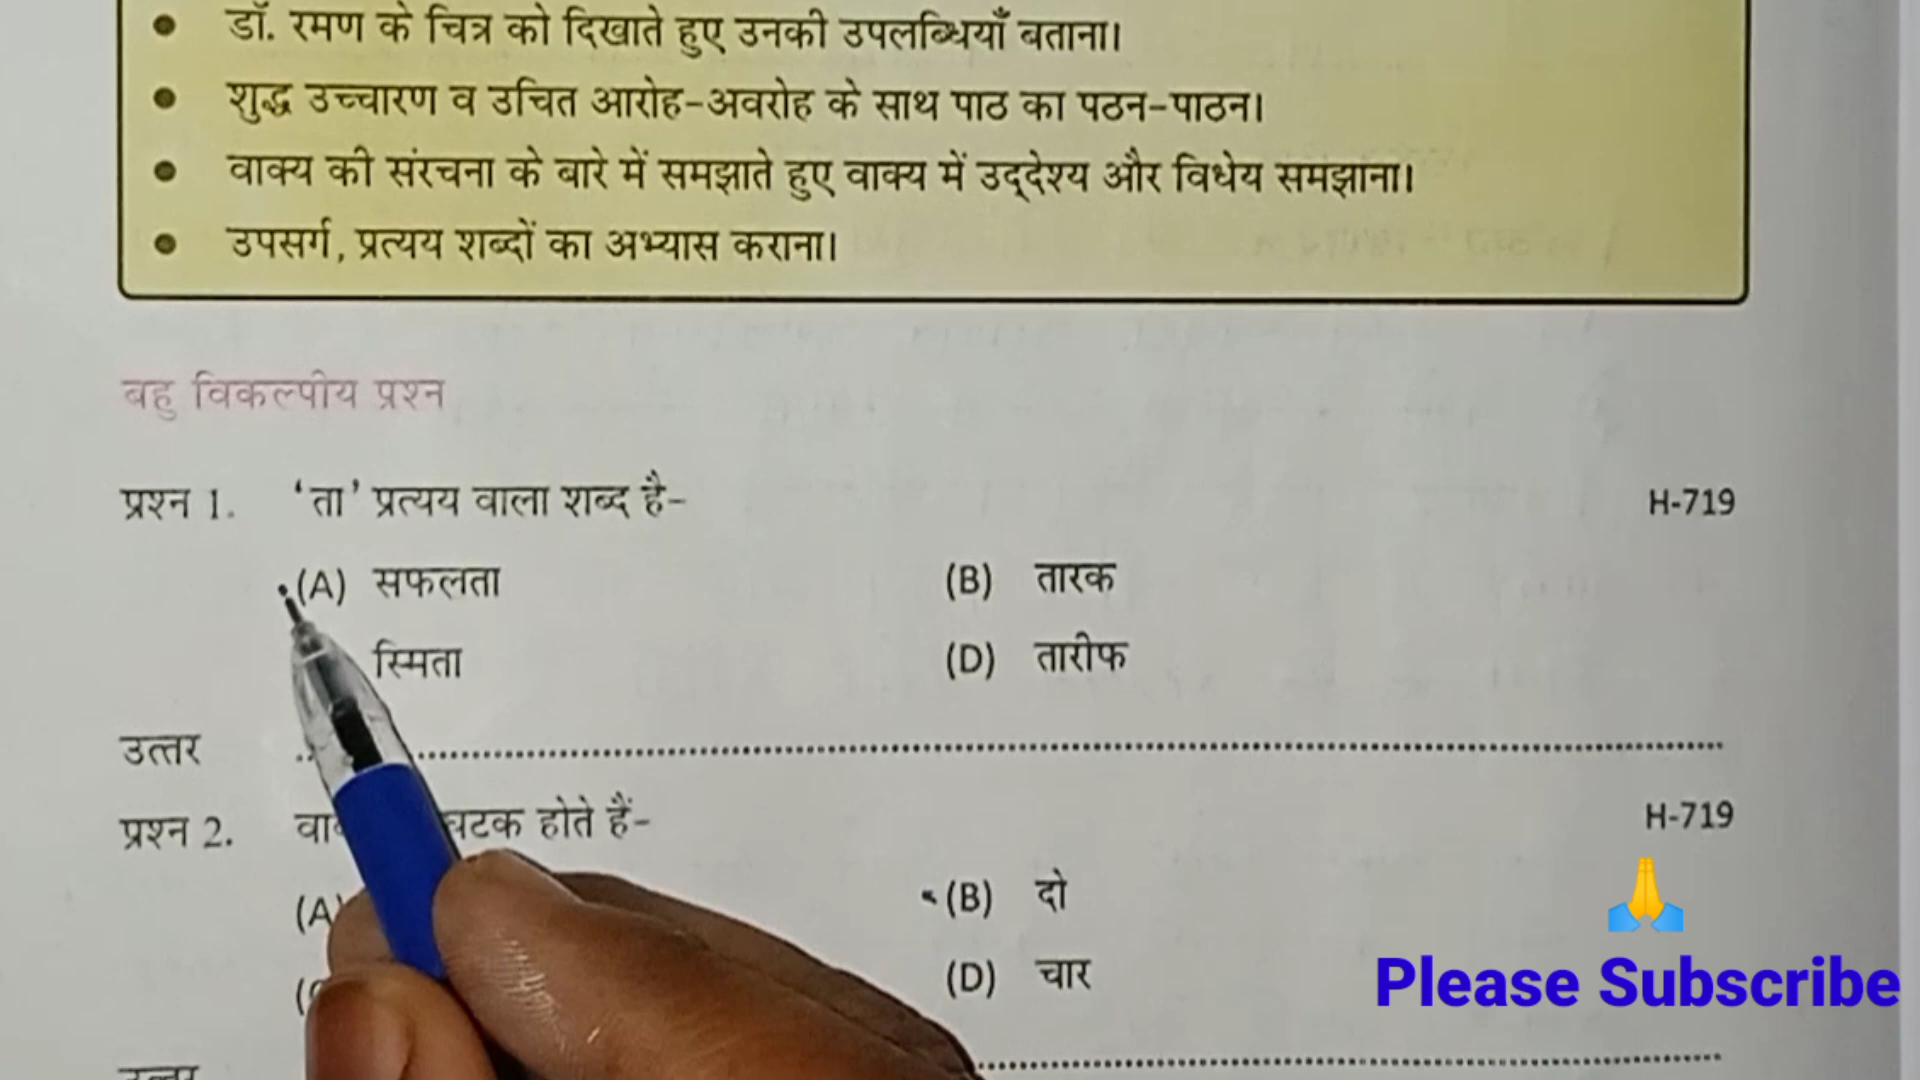 • डॉ. रमण के चित्र को दिखाते हुए उनकी उपलब्धियाँ बताना।
• शुद्ध उच्चारण व उचित आरोह-अवरोह के साथ पाठ का पठन-पाठन।
• वाक्य की संरचना के बारे में समझाते हुए वाक्य में उद्‌देश्य और विधेय समझाना।
• उपसर्ग, प्रत्यय शब्दों का अभ्यास कराना।
बहु विकल्पीय प्रश्न
प्रश्न 1. ‘ता’ प्रत्यय वाला शब्द है- H-719
(A) सफलता (B) तारक
स्मिता (D) तारीफ
उत्तर
प्रश्न 2. होते हैं- H-719
(A) (B) दो
(D) चार
Please Subscribe